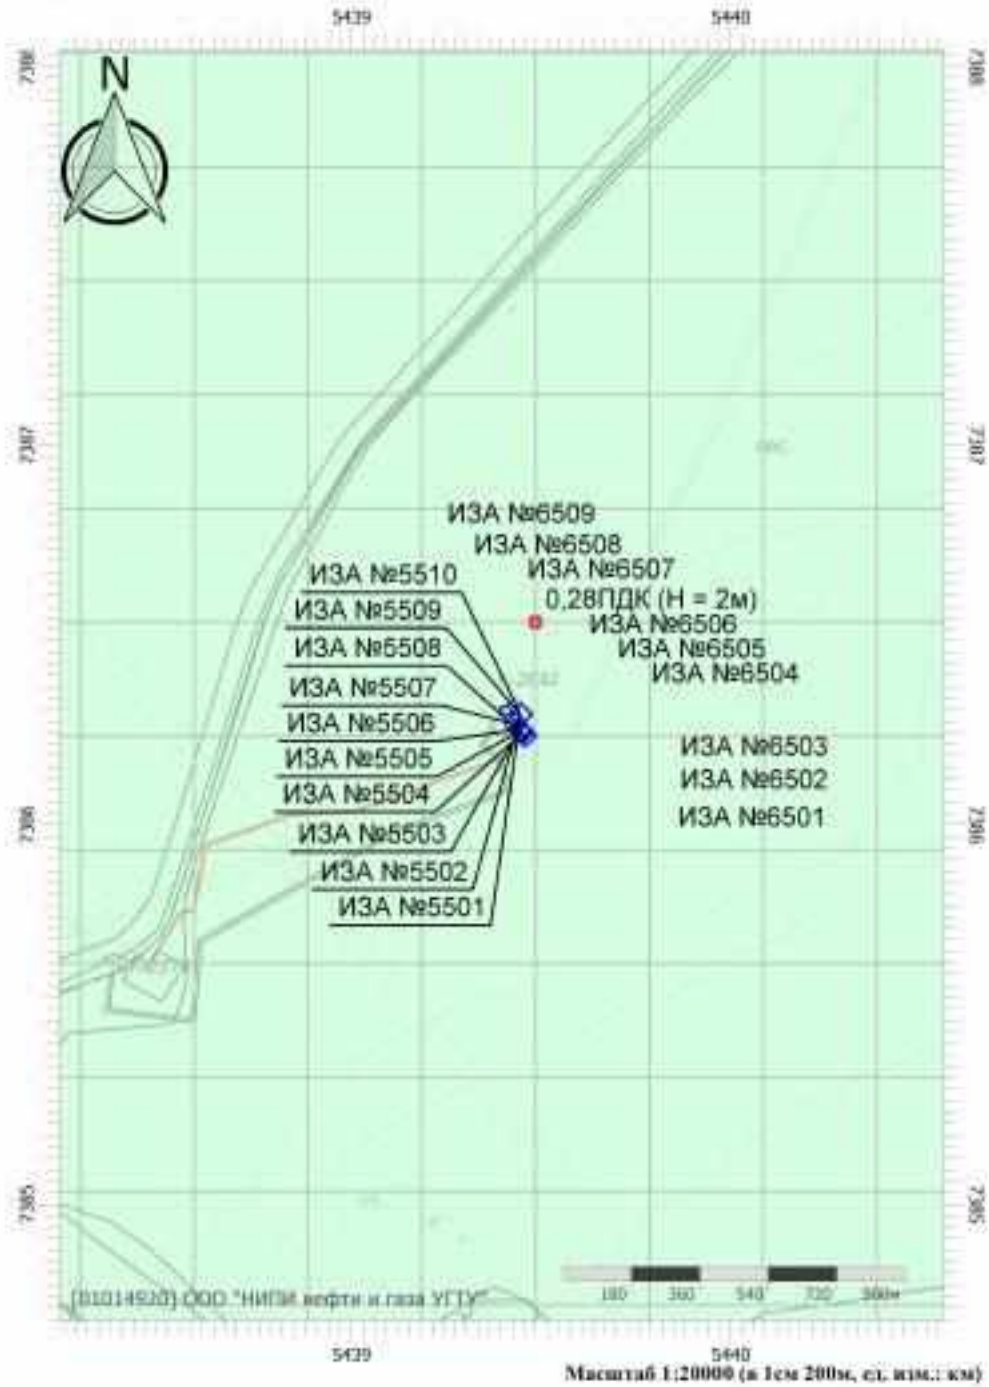 5439 5440
7388 7388
N
7387 7387
ИЗА №6509
ИЗА №6508
ИЗА №6507
ИЗА №5510
0,28ПДК (Н = 2м)
ИЗА №5509
ИЗА №6506
ИЗА №5508
ИЗА №6505
ИЗА №6504
ИЗА №5507
ИЗА №5506
ИЗА №6503
ИЗА №5505
ИЗА №6502
ИЗА №5504
ИЗА №6501
7386 7386
ИЗА №5503
ИЗА №5502
ИЗА №5501
7385 7385
[01014920] ООО "НИПИ нефти и газа УГТУ"
180 360 540 720 900м
5439 5440
Масштаб 1:20000 (в 1см 200м, ед. изм.: км)